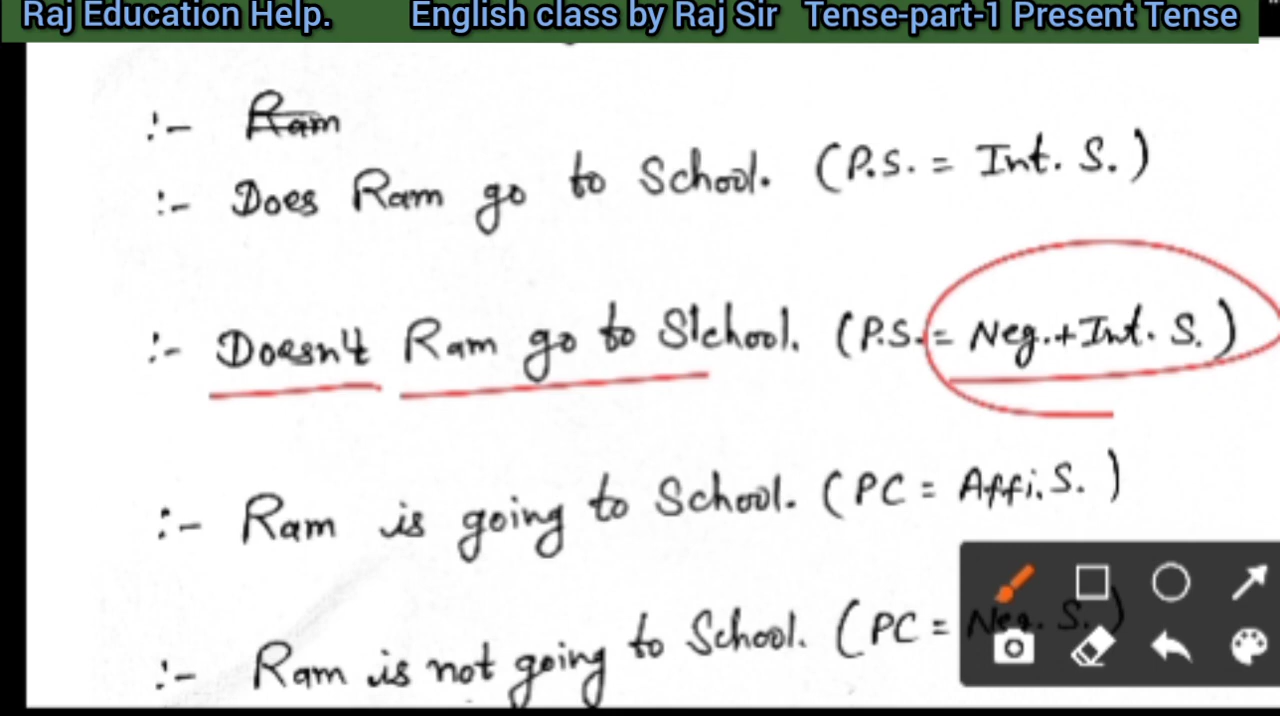 Raj Education Help. English class by Raj Sir Tense-part-1 Present Tense
:- Ram
:- Does Ram go to School. (P.S. = Int. S.)
:- Doesn't Ram go to School. (P.S. = Neg.+Int. S.)
:- Ram is going to School. (PC = Affi. S.)
:- Ram is not going to School. (PC = Neg. S.)